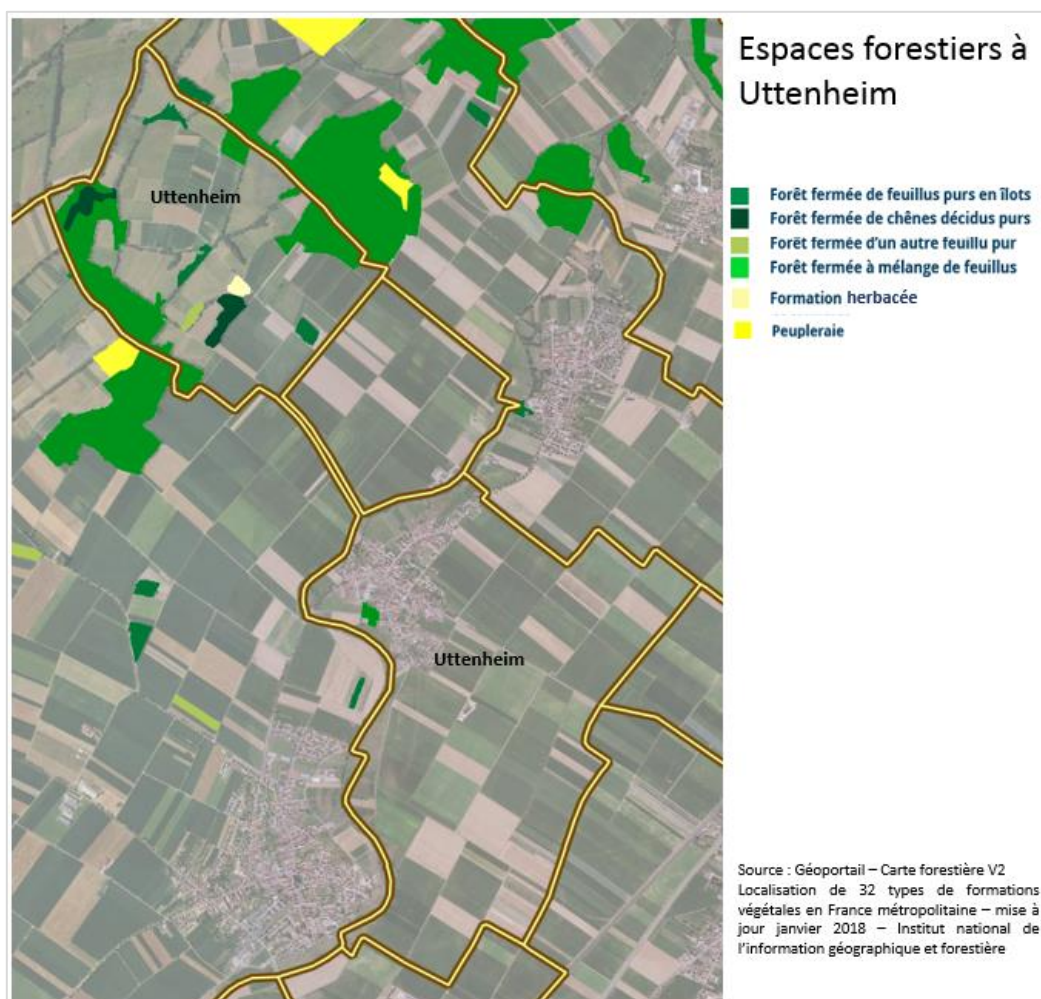 Espaces forestiers à
Uttenheim
Uttenheim
Forêt fermée de feuillus purs en îlots
Forêt fermée de chênes décidus purs
Forêt fermée d'un autre feuillu pur
Forêt fermée à mélange de feuillus
Formation herbacée
Peupleraie
Uttenheim
Source : Géoportail – Carte forestière V2
Localisation de 32 types de formations
végétales en France métropolitaine – mise à
jour janvier 2018 – Institut national de
l'information géographique et forestière